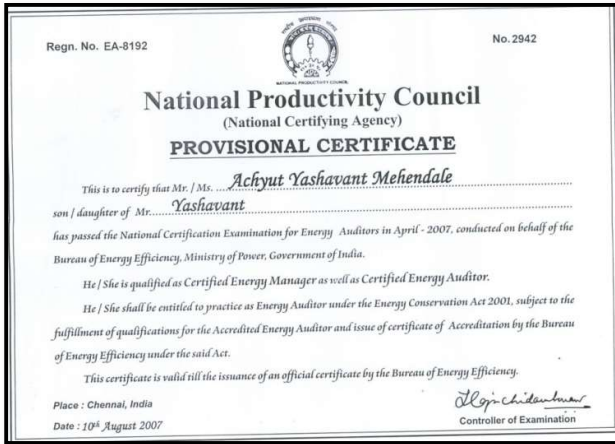 Regn. No. EA-8192
No. 2942
NATIONAL PRODUCTIVITY COUNCIL
National Productivity Council
(National Certifying Agency)
PROVISIONAL CERTIFICATE
This is to certify that Mr. / Ms. ....Achyut Yashavant Mehendale
son / daughter of Mr......Yashavant
has passed the National Certification Examination for Energy Auditors in April - 2007, conducted on behalf of the
Bureau of Energy Efficiency, Ministry of Power, Government of India.
He / She is qualified as Certified Energy Manager as well as Certified Energy Auditor.
He / She shall be entitled to practice as Energy Auditor under the Energy Conservation Act 2001, subject to the
fulfillment of qualifications for the Accredited Energy Auditor and issue of certificate of Accreditation by the Bureau
of Energy Efficiency under the said Act.
This certificate is valid till the issuance of an official certificate by the Bureau of Energy Efficiency.
Place : Chennai, India
Date : 10th August 2007
Controller of Examination